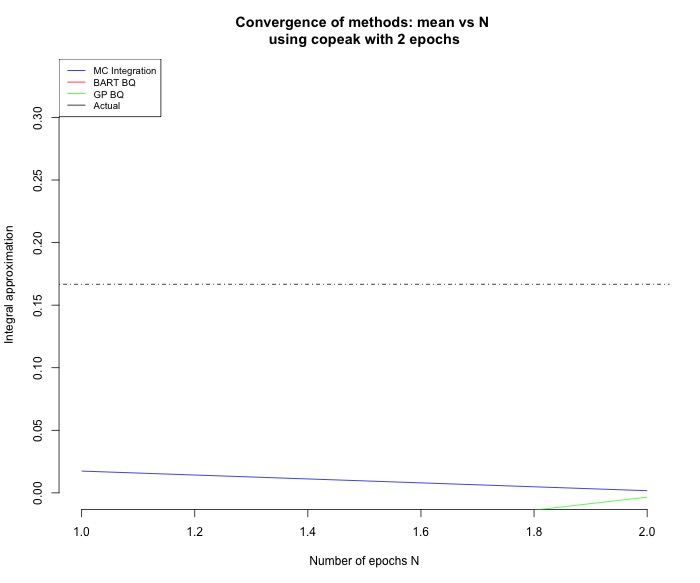 Convergence of methods: mean vs N
using copeak with 2 epochs
MC Integration
BART BQ
GP BQ
Actual
Integral approximation
0.30
0.25
0.20
0.15
0.10
0.05
0.00
1.0 1.2 1.4 1.6 1.8 2.0
Number of epochs N